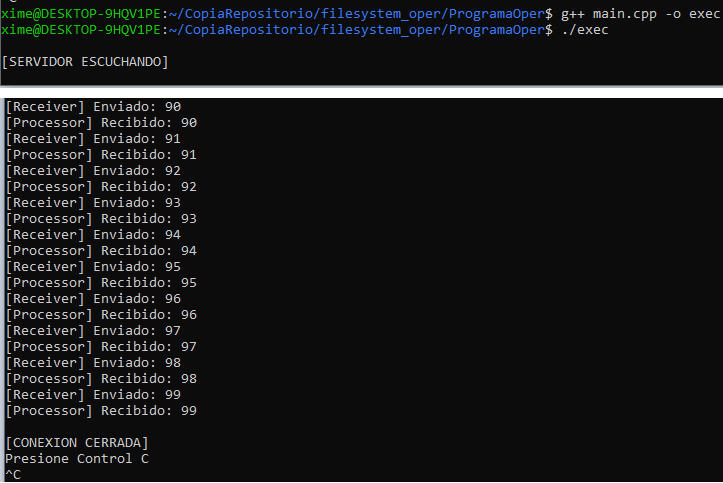 xime@DESKTOP-9HQV1PE:~/CopiaRepositorio/filesystem_oper/ProgramaOper$ g++ main.cpp -o exec
xime@DESKTOP-9HQV1PE:~/CopiaRepositorio/filesystem_oper/ProgramaOper$ ./exec
[SERVIDOR ESCUCHANDO]
[Receiver] Enviado: 90
[Processor] Recibido: 90
[Receiver] Enviado: 91
[Processor] Recibido: 91
[Receiver] Enviado: 92
[Processor] Recibido: 92
[Receiver] Enviado: 93
[Processor] Recibido: 93
[Receiver] Enviado: 94
[Processor] Recibido: 94
[Receiver] Enviado: 95
[Processor] Recibido: 95
[Receiver] Enviado: 96
[Processor] Recibido: 96
[Receiver] Enviado: 97
[Processor] Recibido: 97
[Receiver] Enviado: 98
[Processor] Recibido: 98
[Receiver] Enviado: 99
[Processor] Recibido: 99
[CONEXION CERRADA]
Presione Control C
^C